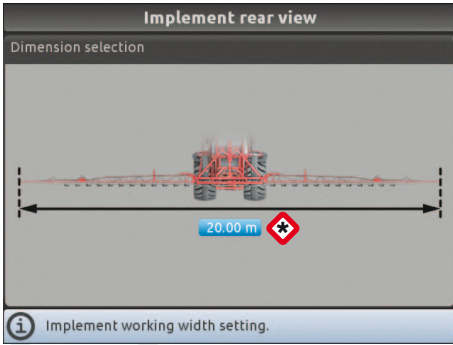 Implement rear view
Dimension selection
20.00 m *
Implement working width setting.